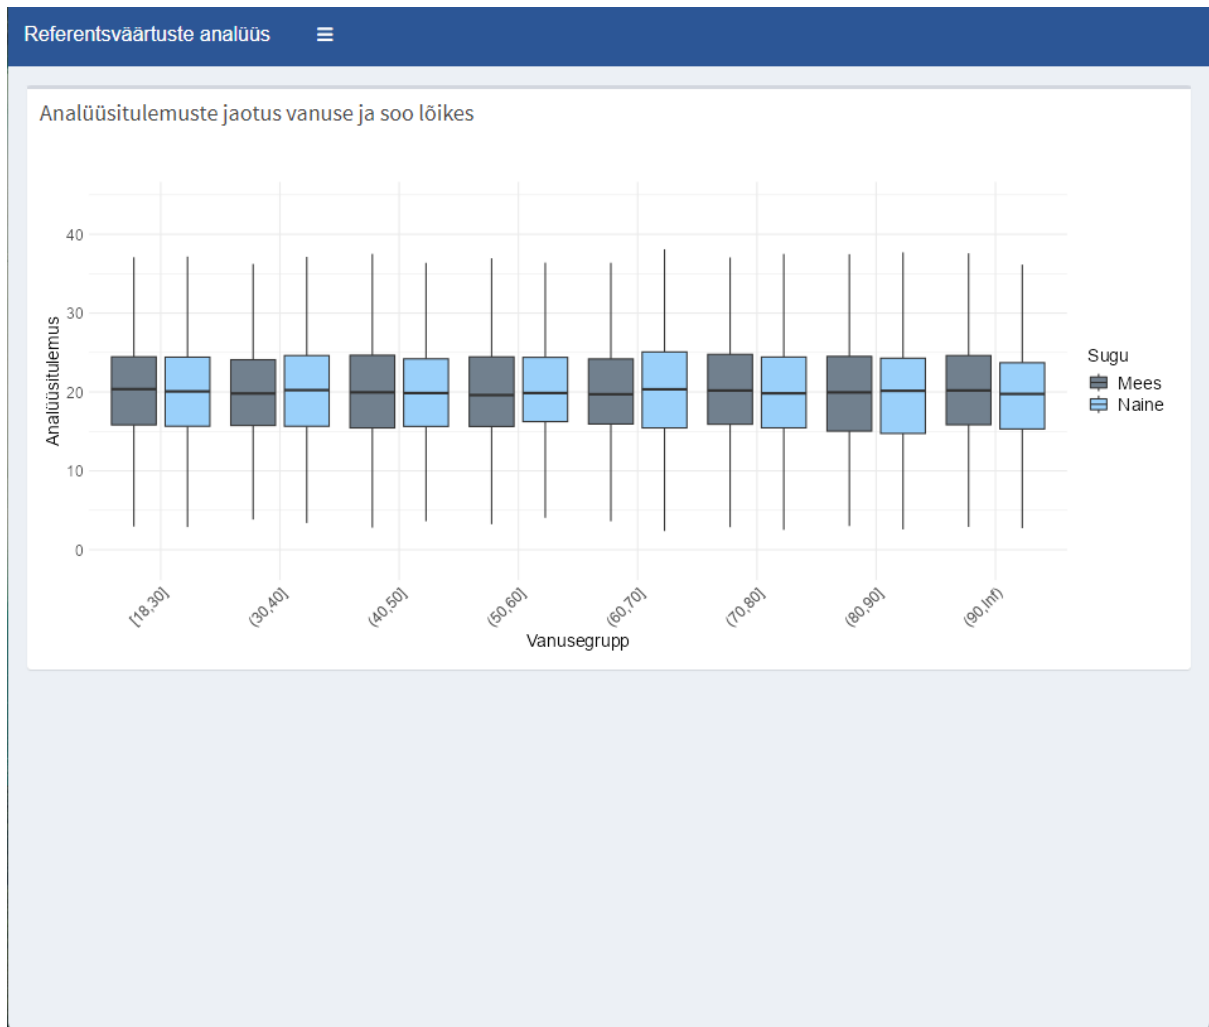 Referentsväärtuste analüüs
Analüüsitulemuste jaotus vanuse ja soo lõikes
Analüüsitulemus
40
30
20
10
0
[18,30]
(30,40]
(40,50]
(50,60]
(60,70]
(70,80]
(80,90]
(90,Inf)
Vanusegrupp
Sugu
Mees
Naine